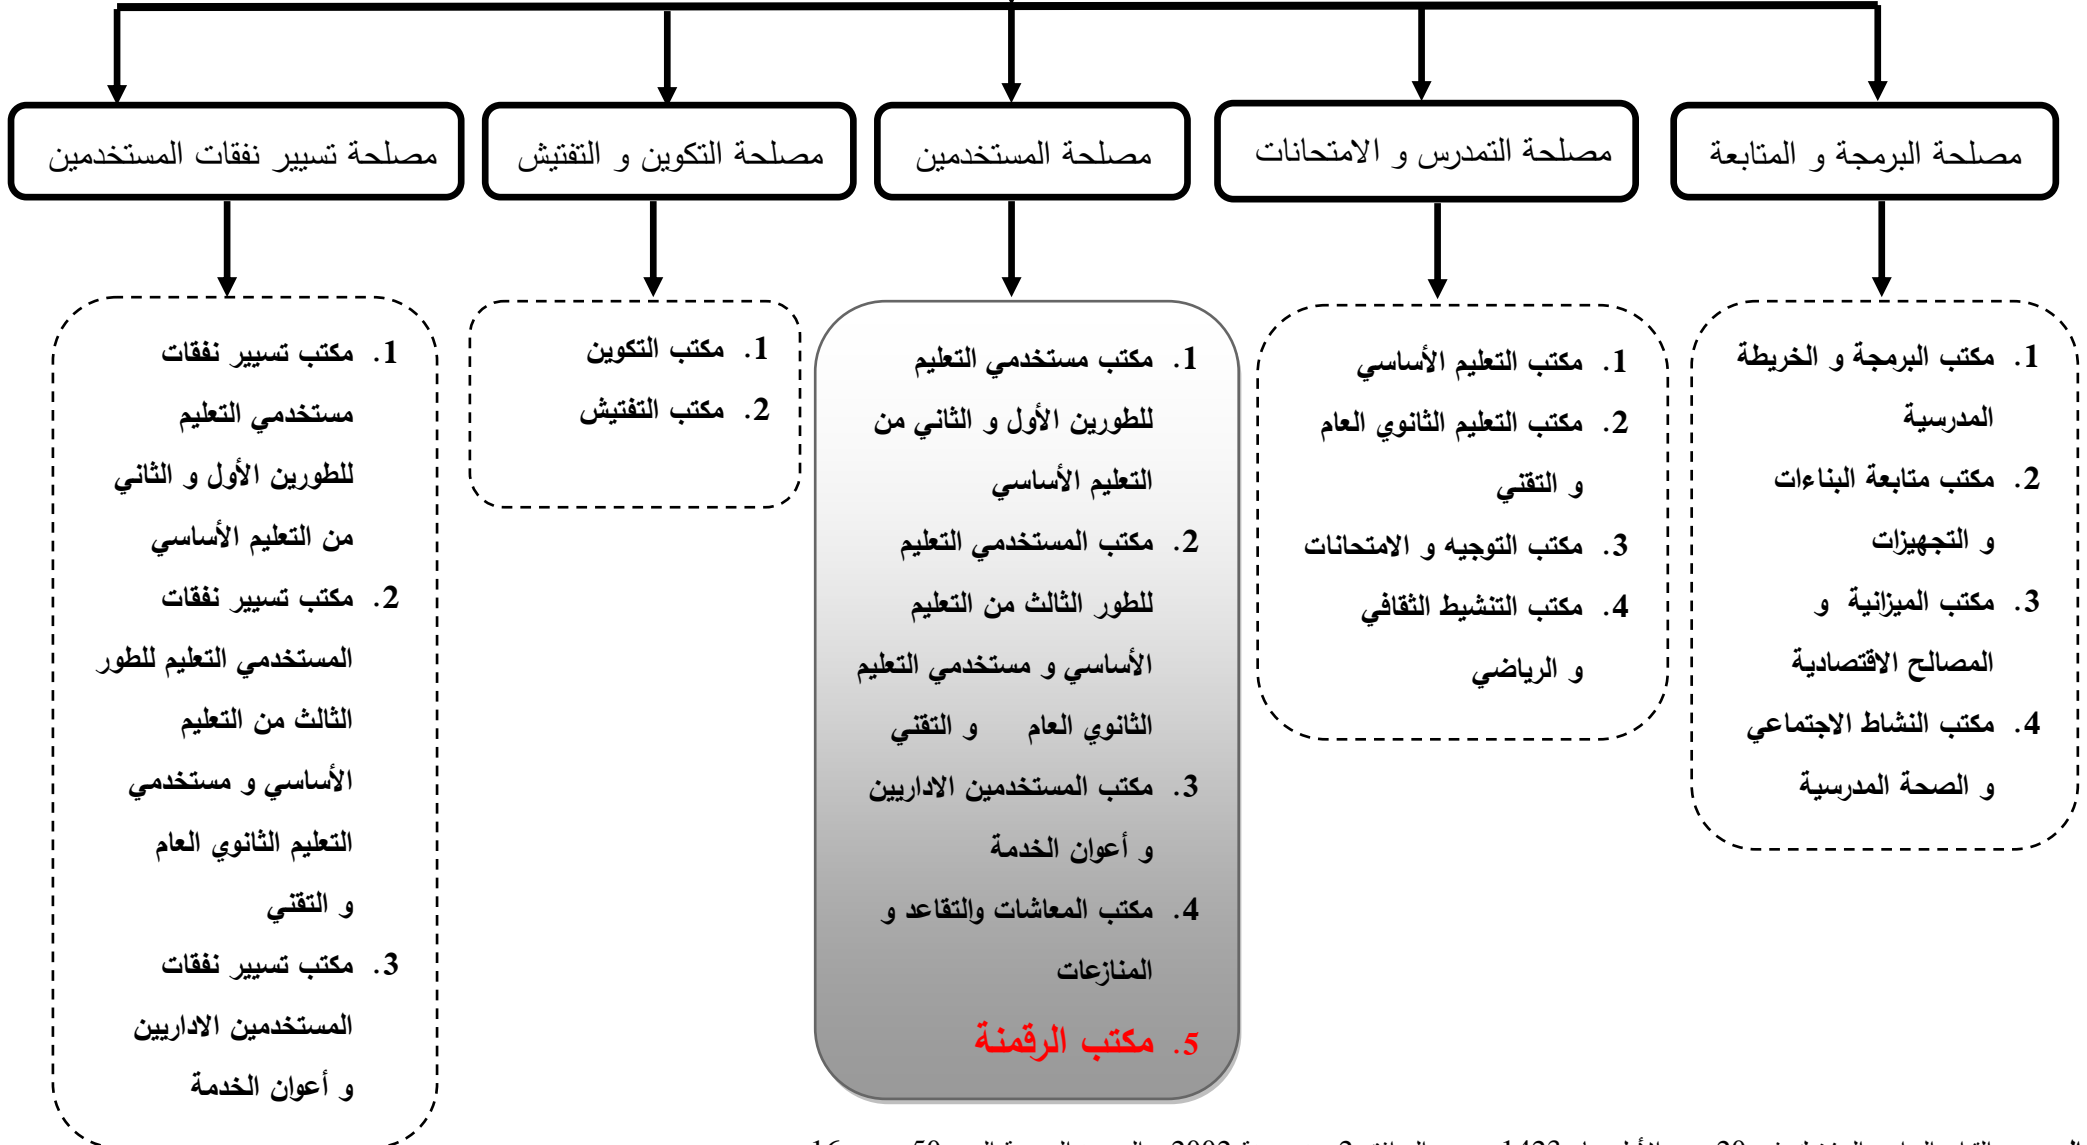 مصلحة البرمجة و المتابعة
مصلحة التمدرس و الامتحانات
مصلحة المستخدمين
مصلحة التكوين و التفتيش
مصلحة تسيير نفقات المستخدمين
1. مكتب البرمجة و الخريطة
المدرسية
2. مكتب متابعة البناءات
و التجهيزات
3. مكتب الميزانية و
المصالح الاقتصادية
4. مكتب النشاط الاجتماعي
و الصحة المدرسية
1. مكتب التعليم الأساسي
2. مكتب التعليم الثانوي العام
و التقني
3. مكتب التوجيه و الامتحانات
4. مكتب التنشيط الثقافي
و الرياضي
1. مكتب مستخدمي التعليم
للطورين الأول و الثاني من
التعليم الأساسي
2. مكتب المستخدمي التعليم
للطور الثالث من التعليم
الأساسي و مستخدمي التعليم
الثانوي العام و التقني
3. مكتب المستخدمين الاداريين
و أعوان الخدمة
4. مكتب المعاشات والتقاعد و
المنازعات
5. مكتب الرقمنة
1. مكتب التكوين
2. مكتب التفتيش
1. مكتب تسيير نفقات
مستخدمي التعليم
للطورين الأول و الثاني
من التعليم الأساسي
2. مكتب تسيير نفقات
المستخدمي التعليم للطور
الثالث من التعليم
الأساسي و مستخدمي
التعليم الثانوي العام
و التقني
3. مكتب تسيير نفقات
المستخدمين الاداريين
و أعوان الخدمة